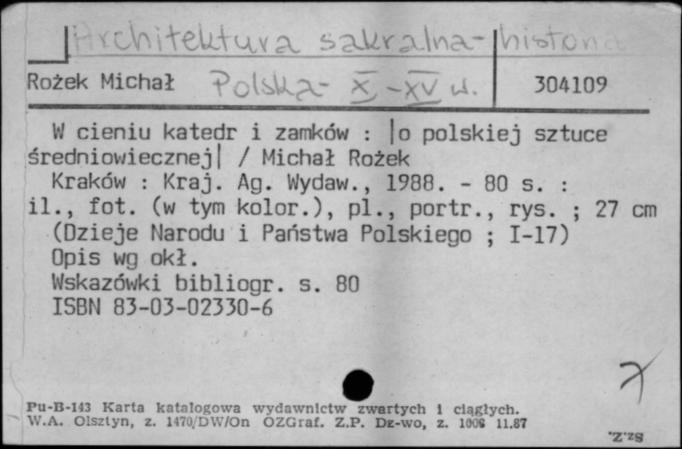 Architektura sakralna - historia
Rożek Michał Polska - X - XV w. 304109
W cieniu katedr i zamków : |o polskiej sztuce
średniowiecznej| / Michał Rożek
Kraków : Kraj. Ag. Wydaw., 1988. - 80 s. :
il., fot. (w tym kolor.), pl., portr., rys. ; 27 cm
(Dzieje Narodu i Państwa Polskiego ; I-17)
Opis wg okł.
Wskazówki bibliogr. s. 80
ISBN 83-03-02330-6
Pu-B-143 Karta katalogowa wydawnictw zwartych i ciągłych.
W.A. Olsztyn, z. 1470/DW/On OZGraf. Z.P. Dz-wo, z. 1008 11.87